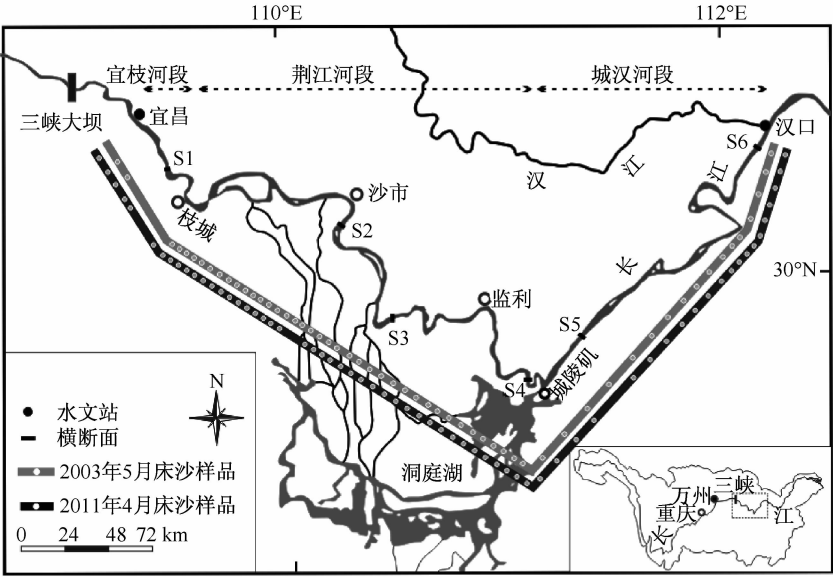 110°E
112°E
宜枝河段
荆江河段
城汉河段
三峡大坝
宜昌
汉口
S6
S1
汉
江
江
沙市
枝城
S2
长
30°N
监利
S3
S5
S4
城陵矶
N
水文站
横断面
2003年5月床沙样品
2011年4月床沙样品
0 24 48 72 km
洞庭湖
万州
三峡
重庆
长
江